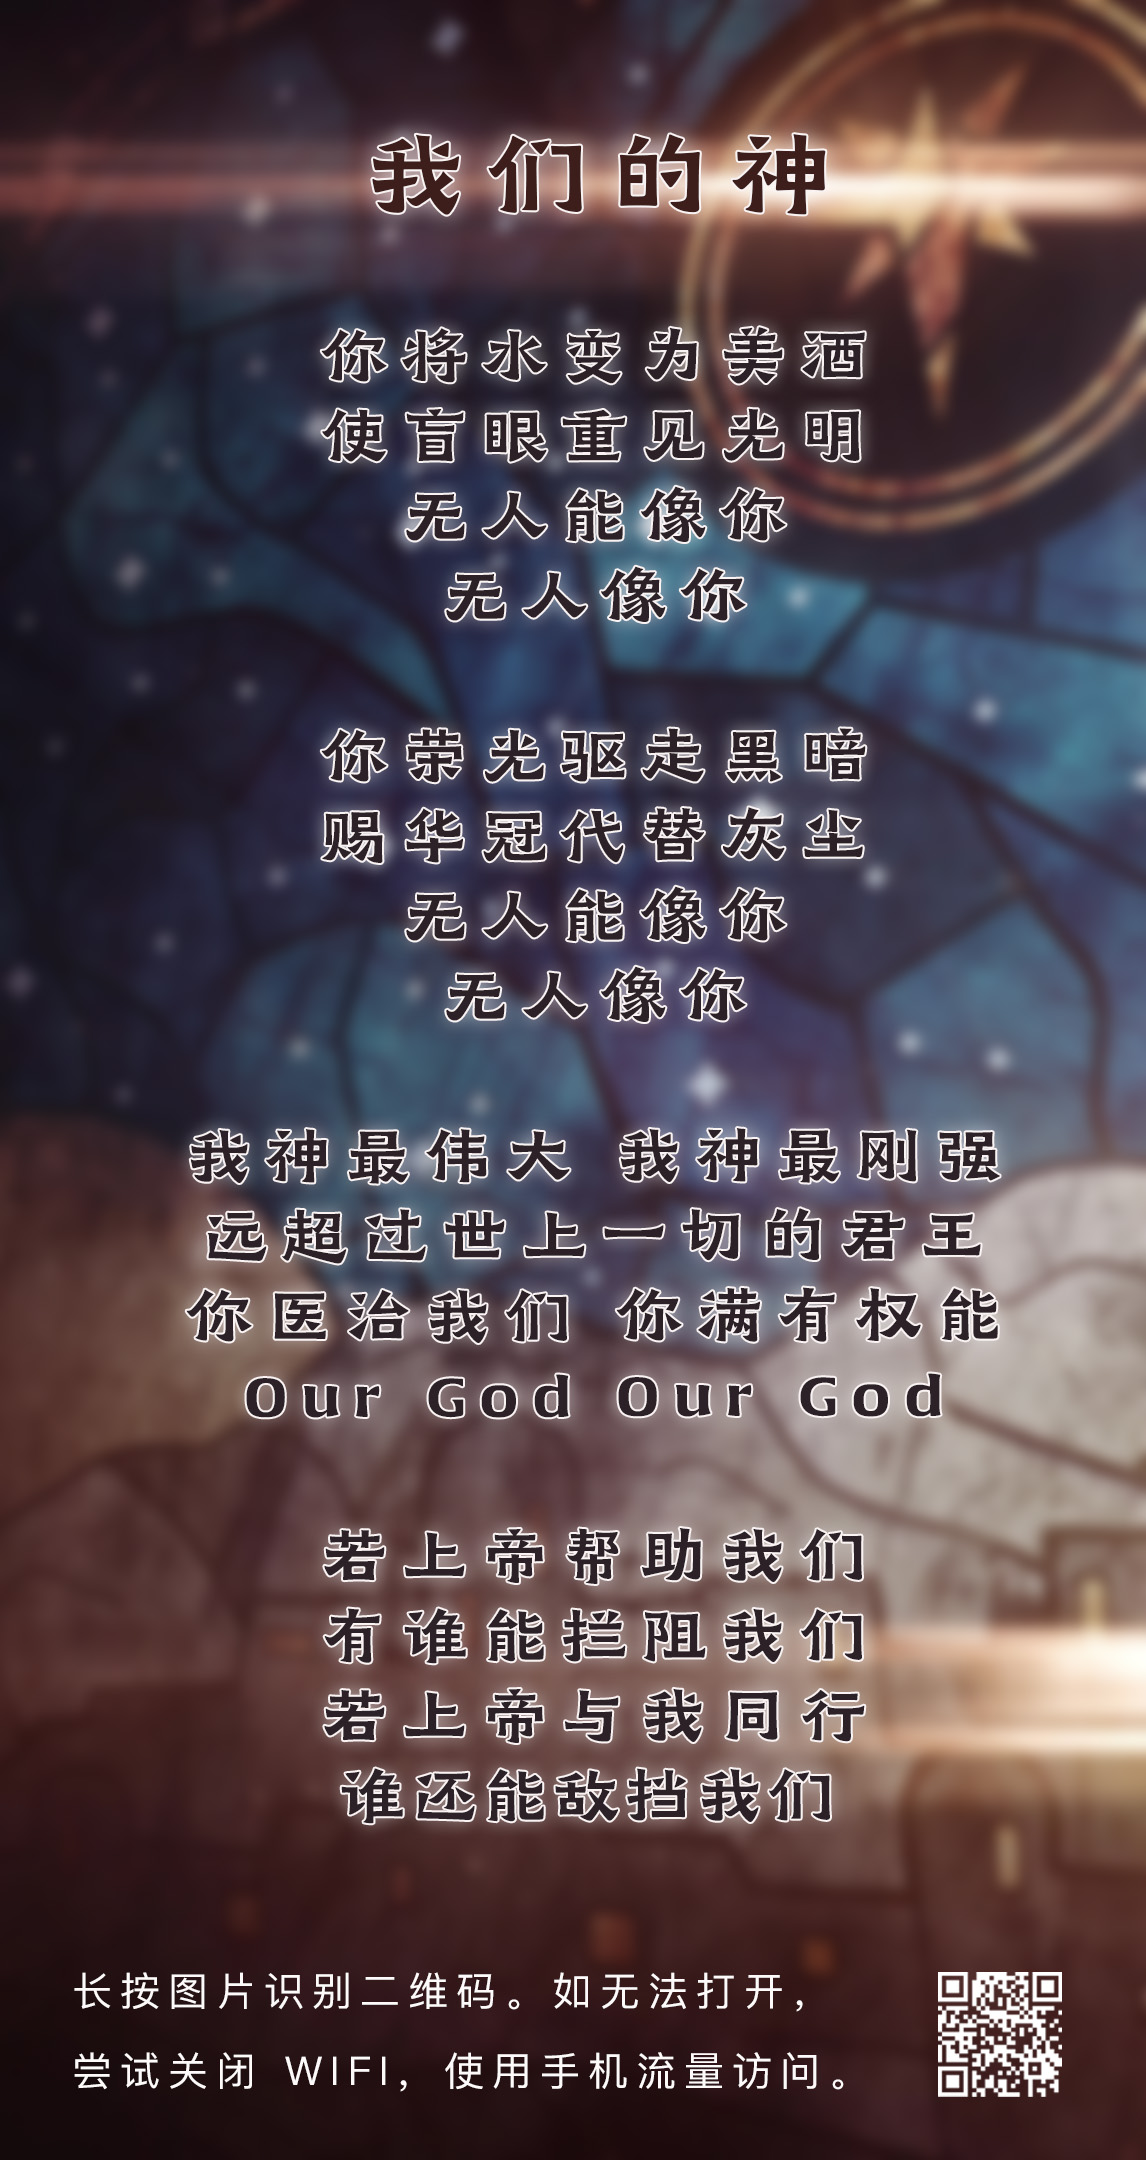 我们的神
你将水变为美酒
使盲眼重见光明
无人能像你
无人像你
你荣光驱走黑暗
赐华冠代替灰尘
无人能像你
无人像你
我神最伟大 我神最刚强
远超过世上一切的君王
你医治我们 你满有权能
Our God Our God
若上帝帮助我们
有谁能拦阻我们
若上帝与我同行
谁还能敌挡我们
长按图片识别二维码。如无法打开，
尝试关闭 WIFI，使用手机流量访问。